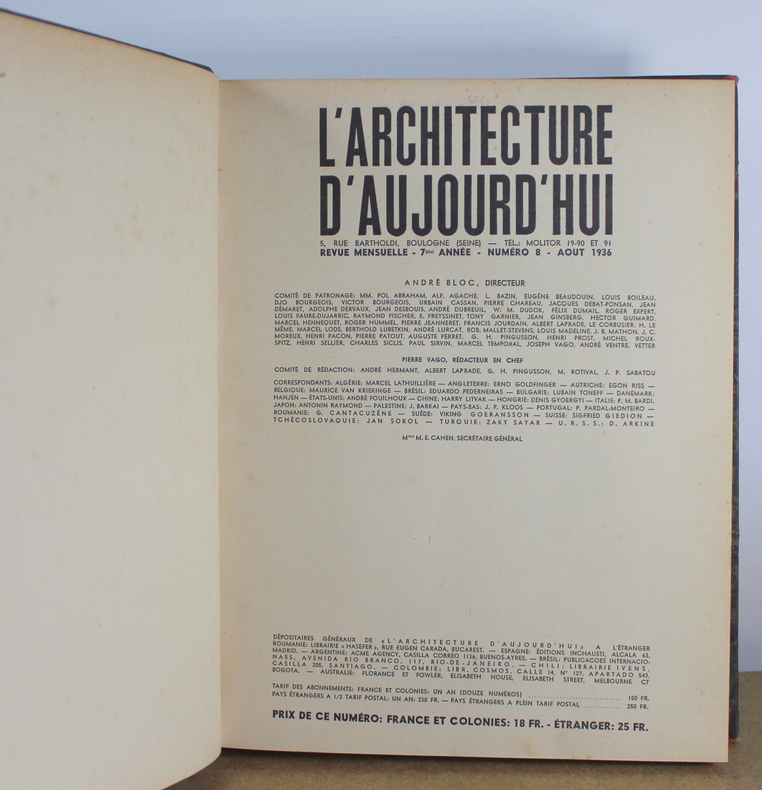 L'ARCHITECTURE
D'AUJOURD'HUI
5, RUE BARTHOLDI, BOULOGNE (SEINE) — TÉL.: MOLITOR 19-90 ET 91
REVUE MENSUELLE - 7me ANNÉE - NUMÉRO 8 - AOUT 1936
ANDRÉ BLOC, DIRECTEUR
COMITÉ DE PATRONAGE: MM. POL ABRAHAM, ALF. AGACHE, L. BAZIN, EUGÈNE BEAUDOUIN, LOUIS BOILEAU,
DJO BOURGEOIS, VICTOR BOURGEOIS, URBAIN CASSAN, PIERRE CHAREAU, JACQUES DEBAT-PONSAN, JEAN
DÉMARET, ADOLPHE DERVAUX, JEAN DESBOUIS, ANDRÉ DUBREUIL, W. M. DUDOK, FÉLIX DUMAIL, ROGER EXPERT,
LOUIS FAURE-DUJARRIC, RAYMOND FISCHER, E. FREYSSINET, TONY GARNIER, JEAN GINSBERG, HECTOR GUIMARD,
MARCEL HENNEQUET, ROGER HUMMEL, PIERRE JEANNERET, FRANCIS JOURDAIN, ALBERT LAPRADE, LE CORBUSIER, H. LE
MÊME, MARCEL LODS, BERTHOLD LUBETKIN, ANDRÉ LURCAT, ROB. MALLET-STEVENS, LOUIS MADELINE, J. B. MATHON, J. C.
MOREUX, HENRI PACON, PIERRE PATOUT, AUGUSTE PERRET, G. H. PINGUSSON, HENRI PROST, MICHEL ROUX-
SPITZ, HENRI SELLIER, CHARLES SICLIS, PAUL SIRVIN, MARCEL TEMPORAL, JOSEPH VAGO, ANDRÉ VENTRE, VETTER
PIERRE VAGO, RÉDACTEUR EN CHEF
COMITÉ DE RÉDACTION: ANDRÉ HERMANT, ALBERT LAPRADE, G. H. PINGUSSON, M. ROTIVAL, J. P. SABATOU
CORRESPONDANTS: ALGÉRIE: MARCEL LATHUILLIÈRE — ANGLETERRE: ERNO GOLDFINGER — AUTRICHE: EGON RISS —
BELGIQUE: MAURICE VAN KRIEKINGE — BRÉSIL: EDUARDO PEDERNEIRAS — BULGARIE: LUBAIN TONEFF — DANEMARK:
HANJEN — ÉTATS-UNIS: ANDRÉ FOUILHOUX — CHINE: HARRY LITVAK — HONGRIE: DENIS GYOERGYI — ITALIE: P. M. BARDI.
JAPON: ANTONIN RAYMOND — PALESTINE: J. BARKAI — PAYS-BAS: J. P. KLOOS — PORTUGAL: P. PARDAL-MONTEIRO —
ROUMANIE: G. CANTACUZÈNE — SUÈDE: VIKING GOERANSSON — SUISSE: SIGFRIED GIEDION —
TCHÉCOSLOVAQUIE: JAN SOKOL — TURQUIE: ZAKY SAYAR — U. R. S. S.: D. ARKINE
Mme M. E. CAHEN, SECRÉTAIRE GÉNÉRAL
DÉPOSITAIRES GÉNÉRAUX DE «L'ARCHITECTURE D'AUJOURD'HUI» A L'ÉTRANGER
ROUMANIE: LIBRAIRIE «HASEFER», RUE EUGEN CARADA, BUCAREST. — ESPAGNE: ÉDITIONS INCHAUSTI, ALCALA 63,
MADRID. — ARGENTINE: ACME AGENCY, CASILLA CORREO 1136, BUENOS-AYRES. — BRÉSIL: PUBLICACOES INTERNACIO-
NAES, AVENIDA RIO BRANCO, 117, RIO-DE-JANEIRO. — CHILI: LIBRAIRIE IVENS,
CASILLA 205, SANTIAGO. — COLOMBIE: LIBR. COSMOS, CALLE 14, N° 127, APARTADO 543,
BOGOTA. — AUSTRALIE: FLORANCE ET FOWLER, ELISABETH HOUSE, ELISABETH STREET, MELBOURNE CT
TARIF DES ABONNEMENTS: FRANCE ET COLONIES: UN AN (DOUZE NUMÉROS) .............................. 150 FR.
PAYS ÉTRANGERS A 1/2 TARIF POSTAL: UN AN: 230 FR. — PAYS ÉTRANGERS A PLEIN TARIF POSTAL ............ 250 FR.
PRIX DE CE NUMÉRO: FRANCE ET COLONIES: 18 FR. - ÉTRANGER: 25 FR.